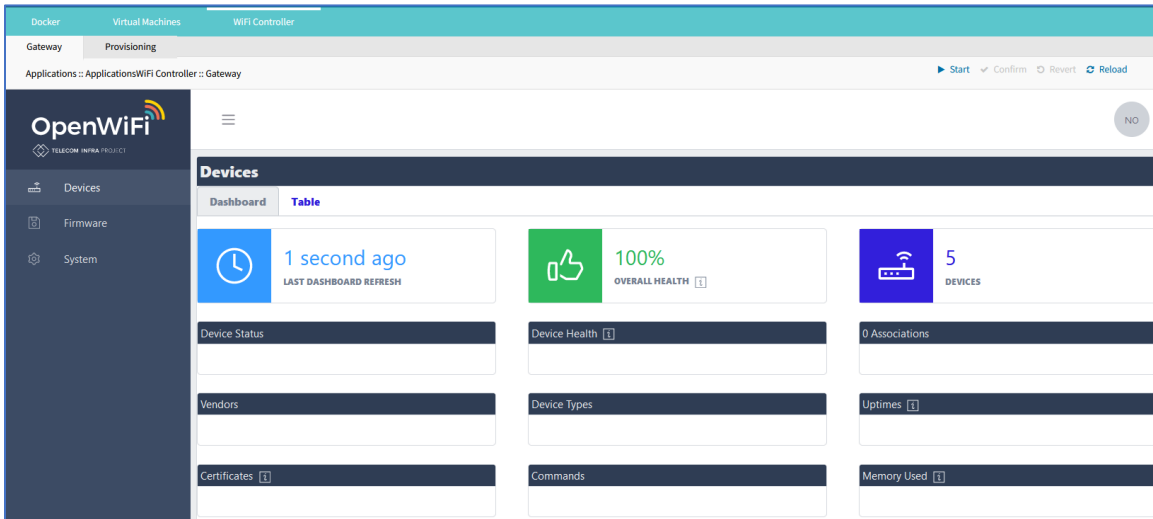 Docker Virtual Machines WiFi Controller
Gateway Provisioning
Applications :: ApplicationsWiFi Controller :: Gateway Start Confirm Revert Reload
OpenWiFi
TELECOM INFRA PROJECT
NO
Devices
Firmware
System
Devices
Dashboard Table
1 second ago
LAST DASHBOARD REFRESH
100%
OVERALL HEALTH
5
DEVICES
Device Status Device Health 0 Associations
Vendors Device Types Uptimes
Certificates Commands Memory Used